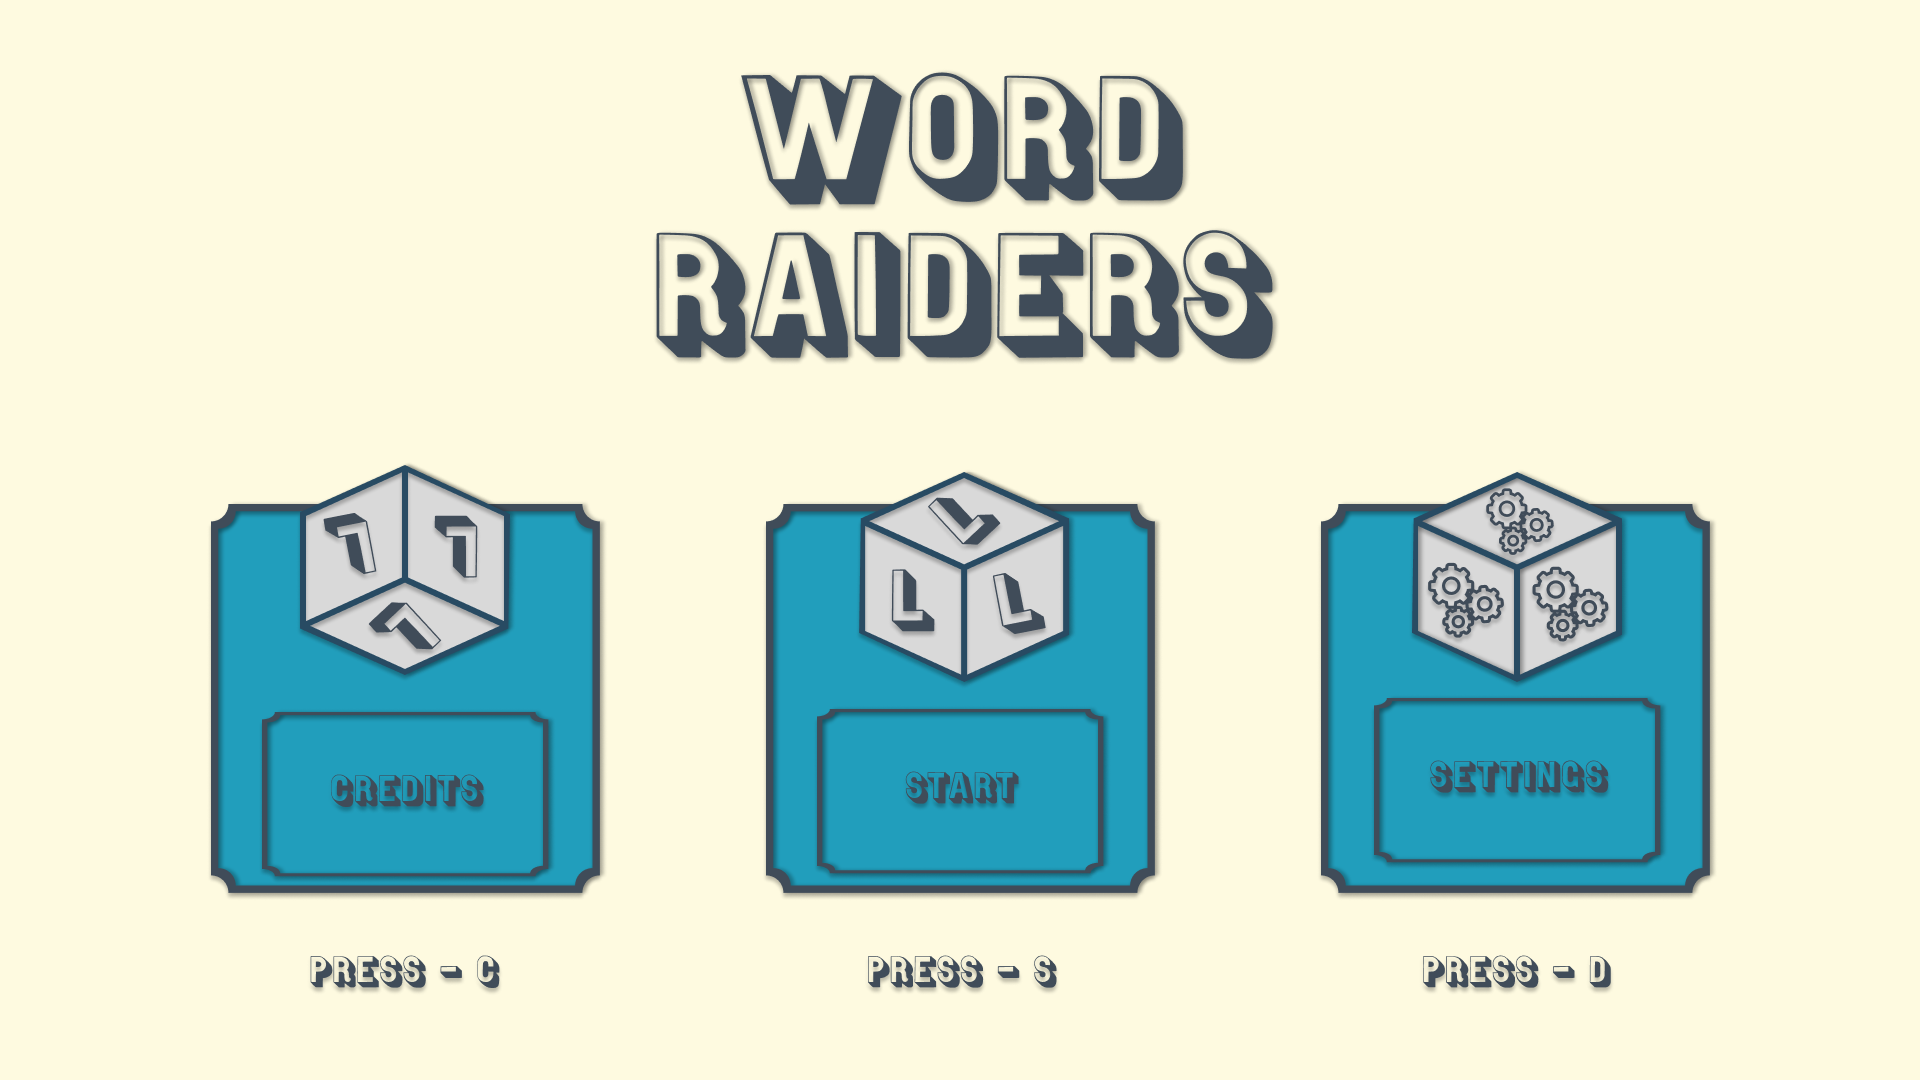 WORD
RAIDERS
L L L
L L L
CREDITS
START
SETTINGS
PRESS - C
PRESS - S
PRESS - D